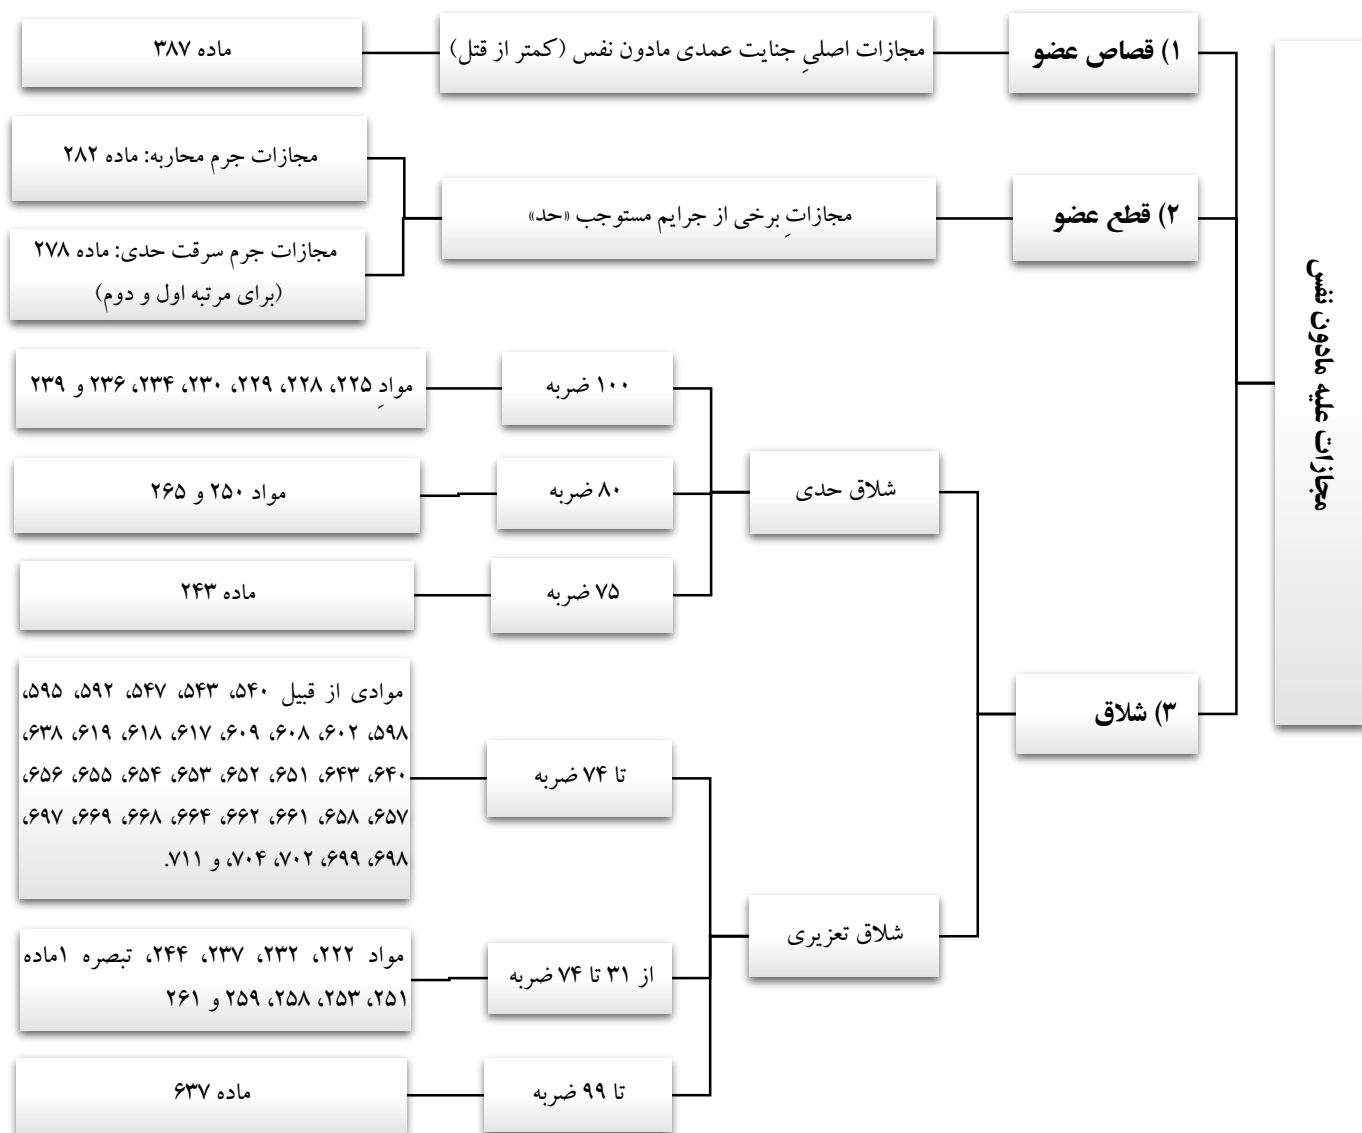 مجازات علیه مادون نفس
۱) قصاص عضو
مجازات اصلیِ جنایت عمدی مادون نفس (کمتر از قتل)
ماده ۳۸۷
۲) قطع عضو
مجازاتِ برخی از جرایم مستوجب «حد»
مجازات جرم محاربه: ماده ۲۸۲
مجازات جرم سرقت حدی: ماده ۲۷۸
(برای مرتبه اول و دوم)
۳) شلاق
شلاق حدی
۱۰۰ ضربه
موادِ ۲۲۵، ۲۲۸، ۲۲۹، ۲۳۰، ۲۳۴، ۲۳۶ و ۲۳۹
۸۰ ضربه
مواد ۲۵۰ و ۲۶۵
۷۵ ضربه
ماده ۲۴۳
شلاق تعزیری
تا ۷۴ ضربه
موادی از قبیل ۵۴۰، ۵۴۳، ۵۴۷، ۵۹۲، ۵۹۵،
۵۹۸، ۶۰۲، ۶۰۸، ۶۰۹، ۶۱۷، ۶۱۸، ۶۱۹، ۶۳۸،
۶۴۰، ۶۴۳، ۶۵۱، ۶۵۲، ۶۵۳، ۶۵۴، ۶۵۵، ۶۵۶،
۶۵۷، ۶۵۸، ۶۶۱، ۶۶۲، ۶۶۴، ۶۶۸، ۶۶۹، ۶۹۷،
۶۹۸، ۶۹۹، ۷۰۲، ۷۰۴، و ۷۱۱.
از ۳۱ تا ۷۴ ضربه
مواد ۲۲۲، ۲۳۲، ۲۳۷، ۲۴۴، تبصره ۱ماده
۲۵۱، ۲۵۳، ۲۵۸، ۲۵۹ و ۲۶۱
تا ۹۹ ضربه
ماده ۶۳۷